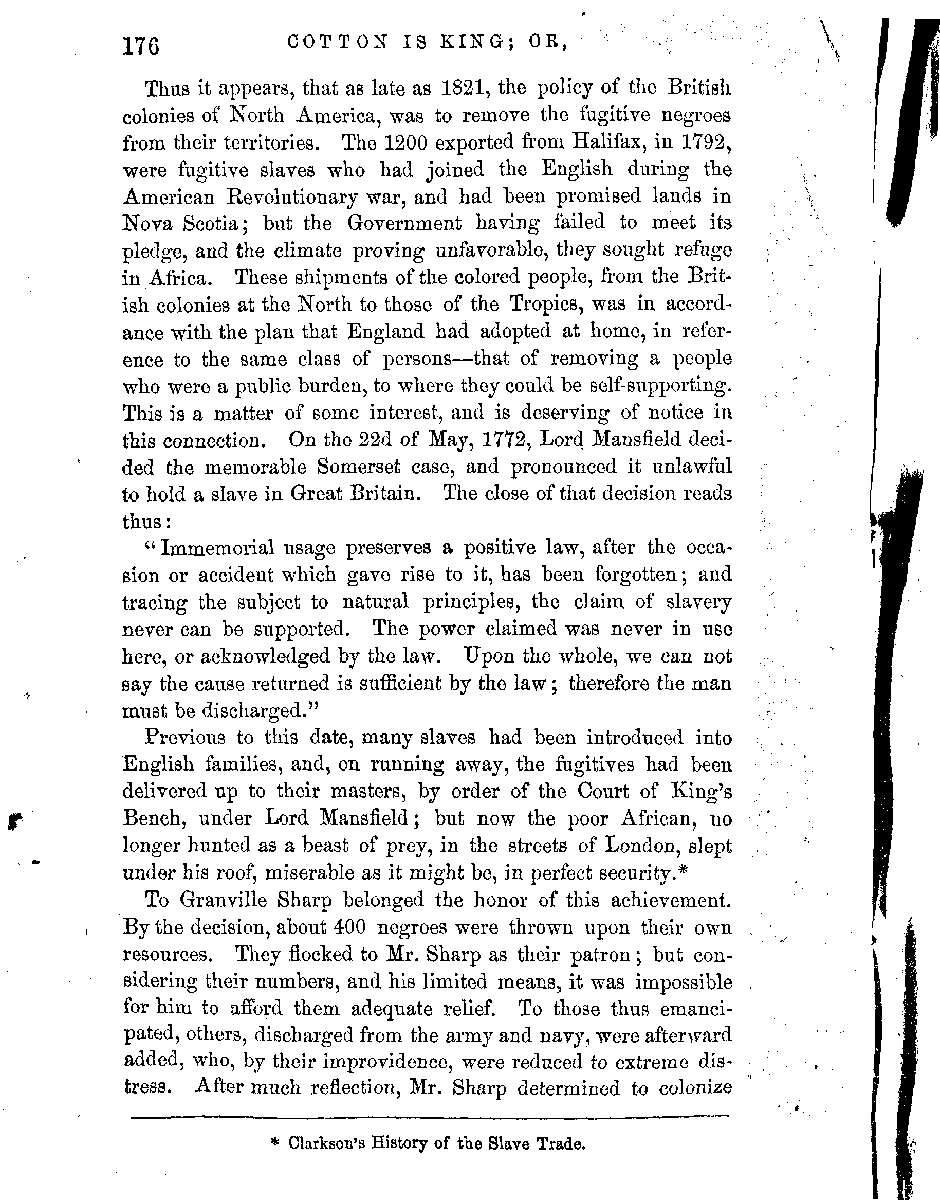 176 COTTON IS KING; OR,
Thus it appears, that as late as 1821, the policy of the British
colonies of North America, was to remove the fugitive negroes
from their territories. The 1200 exported from Halifax, in 1792,
were fugitive slaves who had joined the English during the
American Revolutionary war, and had been promised lands in
Nova Scotia; but the Government having failed to meet its
pledge, and the climate proving unfavorable, they sought refuge
in Africa. These shipments of the colored people, from the Brit-
ish colonies at the North to those of the Tropics, was in accord-
ance with the plan that England had adopted at home, in refer-
ence to the same class of persons—that of removing a people
who were a public burden, to where they could be self-supporting.
This is a matter of some interest, and is deserving of notice in
this connection. On the 22d of May, 1772, Lord Mansfield deci-
ded the memorable Somerset case, and pronounced it unlawful
to hold a slave in Great Britain. The close of that decision reads
thus:
"Immemorial usage preserves a positive law, after the occa-
sion or accident which gave rise to it, has been forgotten; and
tracing the subject to natural principles, the claim of slavery
never can be supported. The power claimed was never in use
here, or acknowledged by the law. Upon the whole, we can not
say the cause returned is sufficient by the law; therefore the man
must be discharged."
Previous to this date, many slaves had been introduced into
English families, and, on running away, the fugitives had been
delivered up to their masters, by order of the Court of King's
Bench, under Lord Mansfield; but now the poor African, no
longer hunted as a beast of prey, in the streets of London, slept
under his roof, miserable as it might be, in perfect security.*
To Granville Sharp belonged the honor of this achievement.
By the decision, about 400 negroes were thrown upon their own
resources. They flocked to Mr. Sharp as their patron; but con-
sidering their numbers, and his limited means, it was impossible
for him to afford them adequate relief. To those thus emanci-
pated, others, discharged from the army and navy, were afterward
added, who, by their improvidence, were reduced to extreme dis-
tress. After much reflection, Mr. Sharp determined to colonize
* Clarkson's History of the Slave Trade.